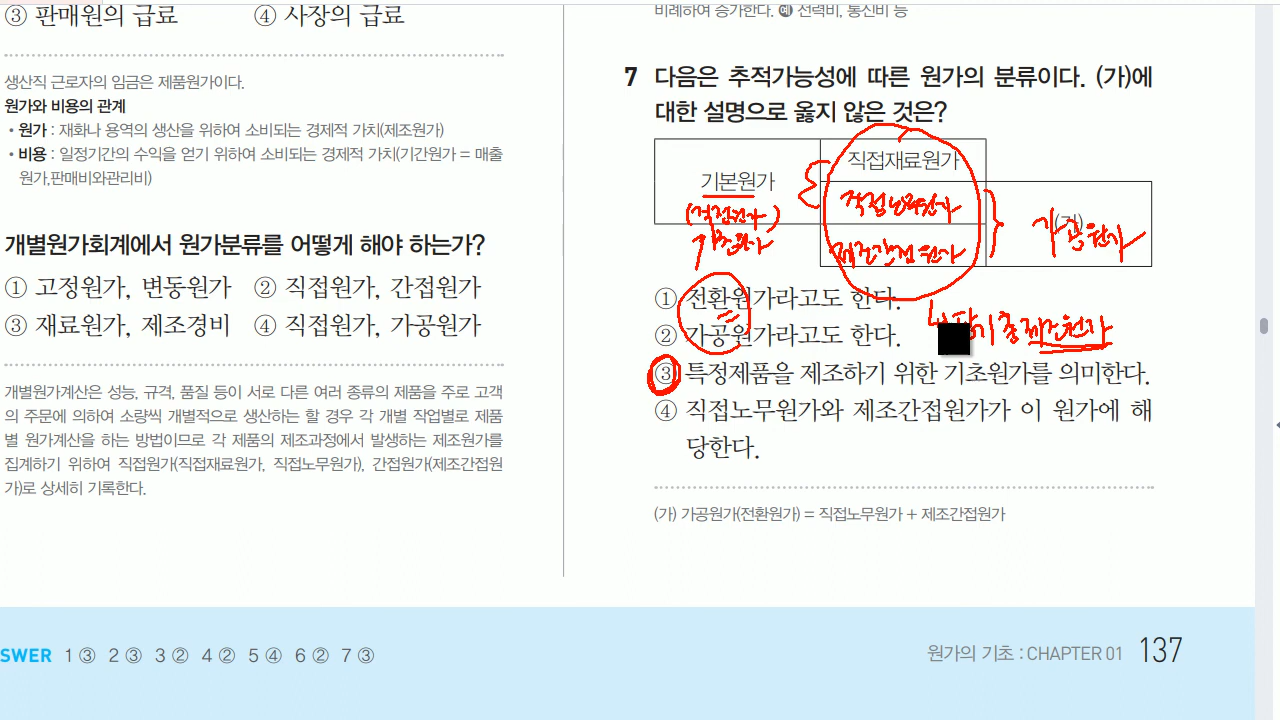 ③ 판매원의 급료 ④ 사장의 급료
생산직 근로자의 임금은 제품원가이다.
원가와 비용의 관계
• 원가 : 재화나 용역의 생산을 위하여 소비되는 경제적 가치(제조원가)
• 비용 : 일정기간의 수익을 얻기 위하여 소비되는 경제적 가치(기간원가 = 매출
원가,판매비와관리비)
개별원가회계에서 원가분류를 어떻게 해야 하는가?
① 고정원가, 변동원가 ② 직접원가, 간접원가
③ 재료원가, 제조경비 ④ 직접원가, 가공원가
개별원가계산은 성능, 규격, 품질 등이 서로 다른 여러 종류의 제품을 주로 고객
의 주문에 의하여 소량씩 개별적으로 생산하는 할 경우 각 개별 작업별로 제품
별 원가계산을 하는 방법이므로 각 제품의 제조과정에서 발생하는 제조원가를
집계하기 위하여 직접원가(직접재료원가, 직접노무원가), 간접원가(제조간접원
가)로 상세히 기록한다.
비례하여 증가한다. 예 전력비, 통신비 등
7 다음은 추적가능성에 따른 원가의 분류이다. (가)에
대한 설명으로 옳지 않은 것은?
직접재료원가
기본원가
직접노무원가
(직접원가)
기초원가
가공원가
제조간접원가
① 전환원가라고도 한다.
② 가공원가라고도 한다.
③ 특정제품을 제조하기 위한 기초원가를 의미한다.
④ 직접노무원가와 제조간접원가가 이 원가에 해
당한다.
(가) 가공원가(전환원가) = 직접노무원가 + 제조간접원가
SWER 1 ③ 2 ③ 3 ② 4 ② 5 ④ 6 ② 7 ③
원가의 기초 : CHAPTER 01 137